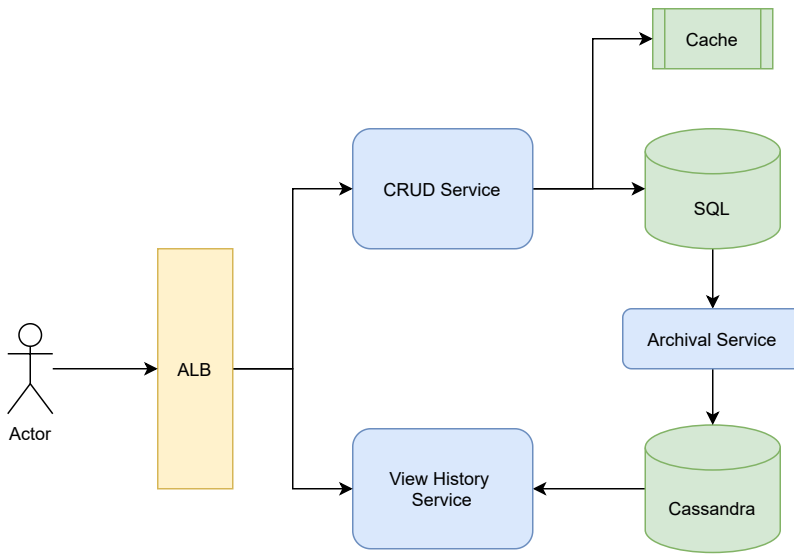 Cache
CRUD Service
SQL
Archival Service
ALB
Actor
View History
Service
Cassandra